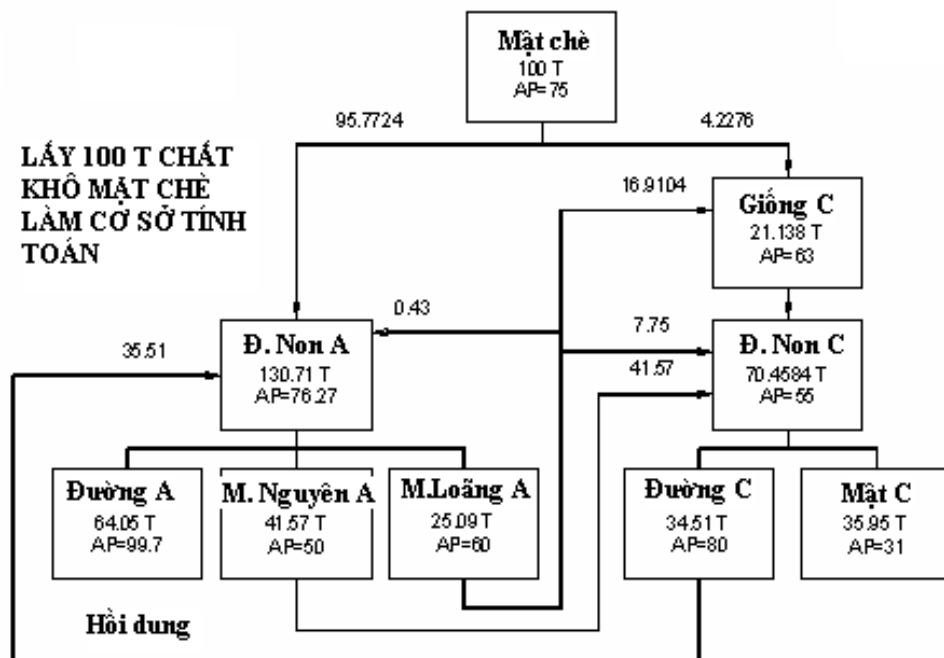 Mật chè
100 T
AP=75
95.7724
4.2276
LẤY 100 T CHẤT
KHÔ MẬT CHÈ
LÀM CƠ SỞ TÍNH
TOÁN
16.9104
Giống C
21.138 T
AP=63
0.43
7.75
35.51
Đ. Non A
130.71 T
AP=76.27
41.57
Đ. Non C
70.4584 T
AP=55
Đường A
64.05 T
AP=99.7
M. Nguyên A
41.57 T
AP=50
M.Loãng A
25.09 T
AP=60
Đường C
34.51 T
AP=80
Mật C
35.95 T
AP=31
Hồi dung